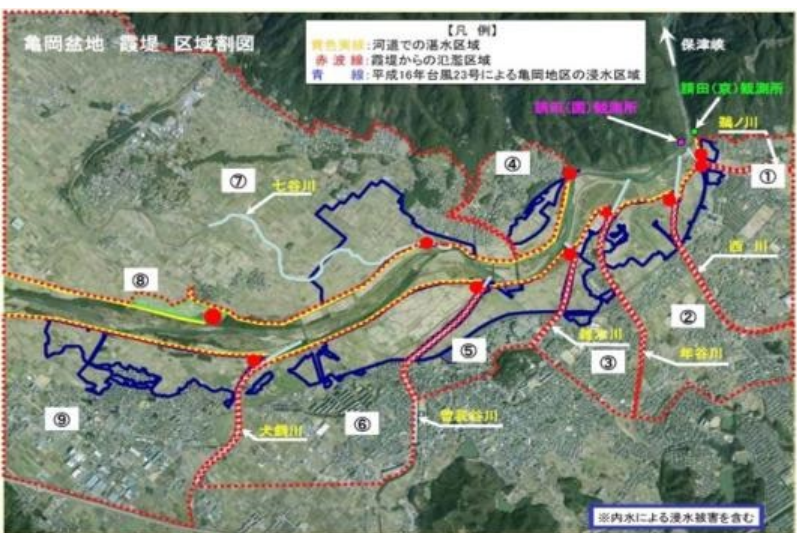 亀岡盆地 霞堤 区域割図
【凡 例】
黄色実線：河道での湛水区域
赤 波 線：霞堤からの氾濫区域
青　　線：平成16年台風23号による亀岡地区の浸水区域
保津峡
請田(京)観測所
請田(国)観測所
鵜ノ川
①
④
⑦
七谷川
西 川
⑧
②
⑤
雑水川
③
年谷川
⑨
⑥
犬飼川
曽我谷川
※内水による浸水被害を含む